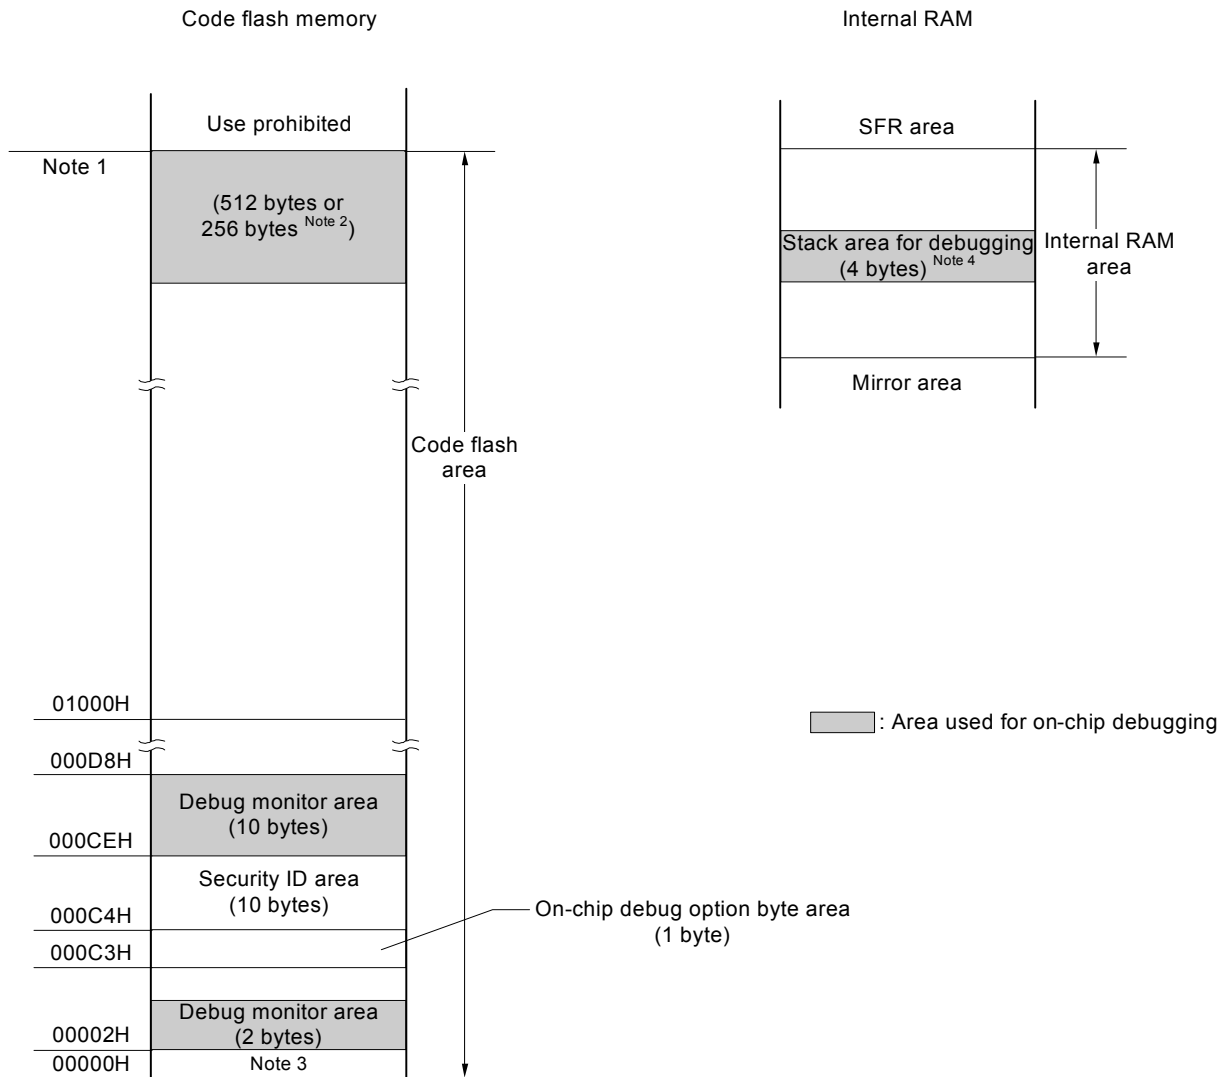 Code flash memory
Internal RAM
Use prohibited
Note 1
(512 bytes or
256 bytes Note 2)
Code flash
area
01000H
000D8H
Debug monitor area
(10 bytes)
000CEH
Security ID area
(10 bytes)
000C4H
On-chip debug option byte area
(1 byte)
000C3H
Debug monitor area
(2 bytes)
00002H
00000H
Note 3
SFR area
Stack area for debugging
(4 bytes) Note 4
Internal RAM
area
Mirror area
: Area used for on-chip debugging